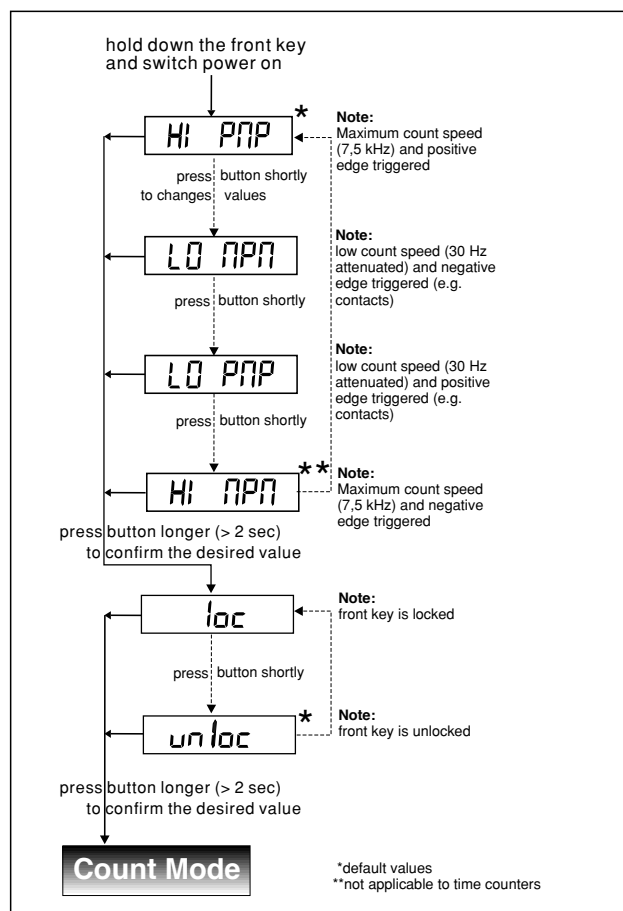 hold down the front key
and switch power on
HI PNP *
Note:
Maximum count speed
(7,5 kHz) and positive
edge triggered
press button shortly
to changes values
LO NPN
Note:
low count speed (30 Hz
attenuated) and negative
edge triggered (e.g.
contacts)
press button shortly
LO PNP
Note:
low count speed (30 Hz
attenuated) and positive
edge triggered (e.g.
contacts)
press button shortly
HI NPN **
Note:
Maximum count speed
(7,5 kHz) and negative
edge triggered
press button longer (> 2 sec)
to confirm the desired value
loc
Note:
front key is locked
press button shortly
unloc *
Note:
front key is unlocked
press button longer (> 2 sec)
to confirm the desired value
Count Mode
*default values
**not applicable to time counters